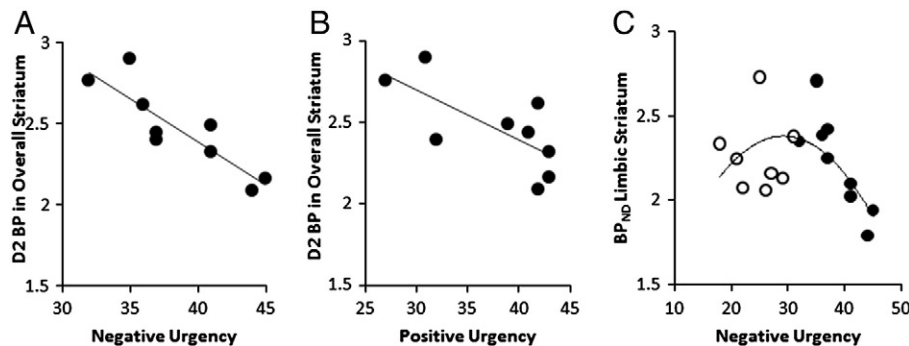 A
D2 BP in Overall Striatum
3
2.5
2
1.5
30 35 40 45
Negative Urgency
B
D2 BP in Overall Striatum
3
2.5
2
1.5
25 30 35 40 45
Positive Urgency
C
BPND Limbic Striatum
3
2.5
2
1.5
10 20 30 40 50
Negative Urgency